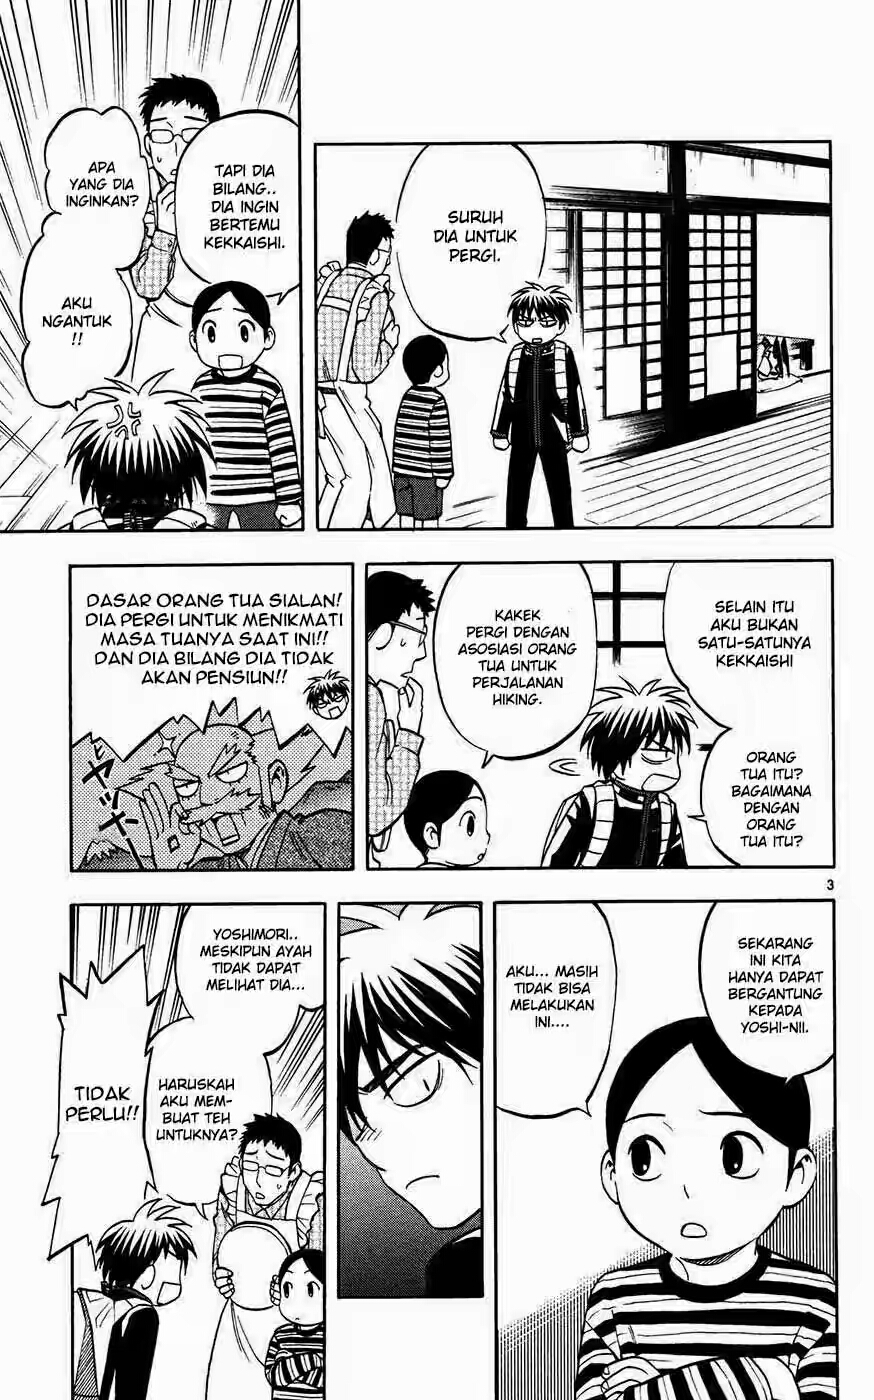 SURUH
DIA UNTUK
PERGI.
TAPI DIA
BILANG..
DIA INGIN
BERTEMU
KEKKAISHI.
APA
YANG DIA
INGINKAN?
AKU
NGANTUK
!!
SELAIN ITU
AKU BUKAN
SATU-SATUNYA
KEKKAISHI
ORANG
TUA ITU?
BAGAIMANA
DENGAN
ORANG
TUA ITU?
KAKEK
PERGI DENGAN
ASOSIASI ORANG
TUA UNTUK
PERJALANAN
HIKING.
DASAR ORANG TUA SIALAN!
DIA PERGI UNTUK MENIKMATI
MASA TUANYA SAAT INI!!
DAN DIA BILANG DIA TIDAK
AKAN PENSIUN!!
ヤッホー
3
SEKARANG
INI KITA
HANYA DAPAT
BERGANTUNG
KEPADA
YOSHI-NII.
AKU... MASIH
TIDAK BISA
MELAKUKAN
INI....
YOSHIMORI..
MESKIPUN AYAH
TIDAK DAPAT
MELIHAT DIA...
HARUSKAH
AKU MEM-
BUAT TEH
UNTUKNYA?
TIDAK
PERLU!!